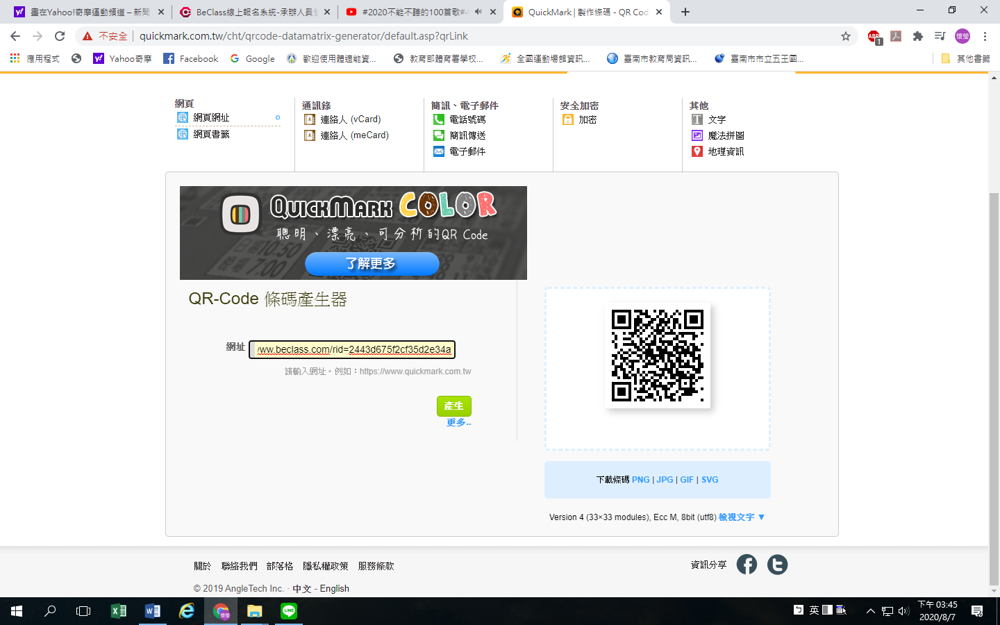 盡在Yahoo!奇摩運動頻道 – 新聞
BeClass線上報名系統-承辦人員
#2020不能不聽的100首歌#
QuickMark | 製作條碼 - QR Cod
不安全 | quickmark.com.tw/cht/qrcode-datamatrix-generator/default.asp?qrLink
ABP
1
懷瑩
應用程式
Yahoo奇摩
Facebook
Google
歡迎使用體適能資...
教育部體育署學校...
全國運動場館資訊...
臺南市教育局資訊...
臺南市市立五王國...
其他書籤
網頁
網頁網址
網頁書籤
通訊錄
連絡人 (vCard)
連絡人 (meCard)
簡訊、電子郵件
電話號碼
簡訊傳送
電子郵件
安全加密
加密
其他
文字
魔法拼圖
地理資訊
QuickMark COLOR
聰明、漂亮、可分析的QR Code
10:50
7.00
了解更多
QR-Code 條碼產生器
網址
www.beclass.com/rid=2443d675f2cf35d2e34a
請輸入網址。例如：https://www.quickmark.com.tw
產生
更多..
下載條碼 PNG | JPG | GIF | SVG
Version 4 (33×33 modules), Ecc M, 8bit (utf8) 檢視文字 ▼
關於 聯絡我們 部落格 隱私權政策 服務條款
資訊分享
© 2019 AngleTech Inc. · 中文 - English
LINE
英
下午 03:45
2020/8/7